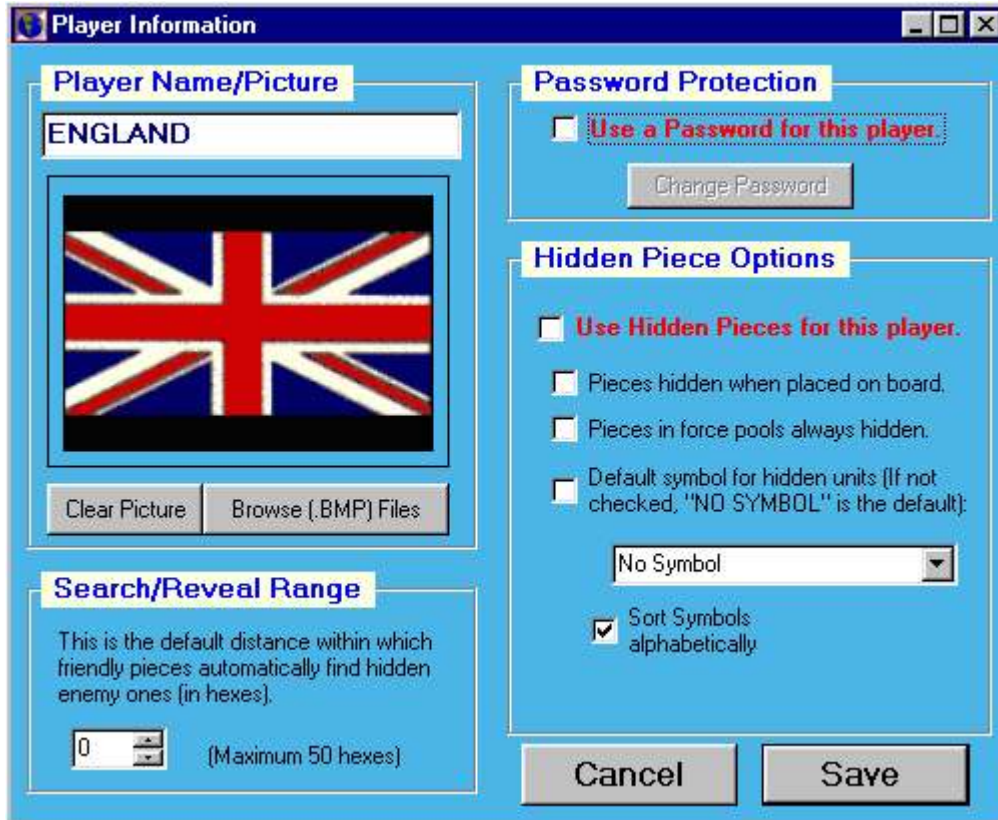 Player Information
Player Name/Picture
ENGLAND
Clear Picture
Browse (.BMP) Files
Search/Reveal Range
This is the default distance within which
friendly pieces automatically find hidden
enemy ones (in hexes).
0
(Maximum 50 hexes)
Password Protection
Use a Password for this player.
Change Password
Hidden Piece Options
Use Hidden Pieces for this player.
Pieces hidden when placed on board.
Pieces in force pools always hidden.
Default symbol for hidden units (If not
checked, "NO SYMBOL" is the default):
No Symbol
Sort Symbols
alphabetically
Cancel
Save